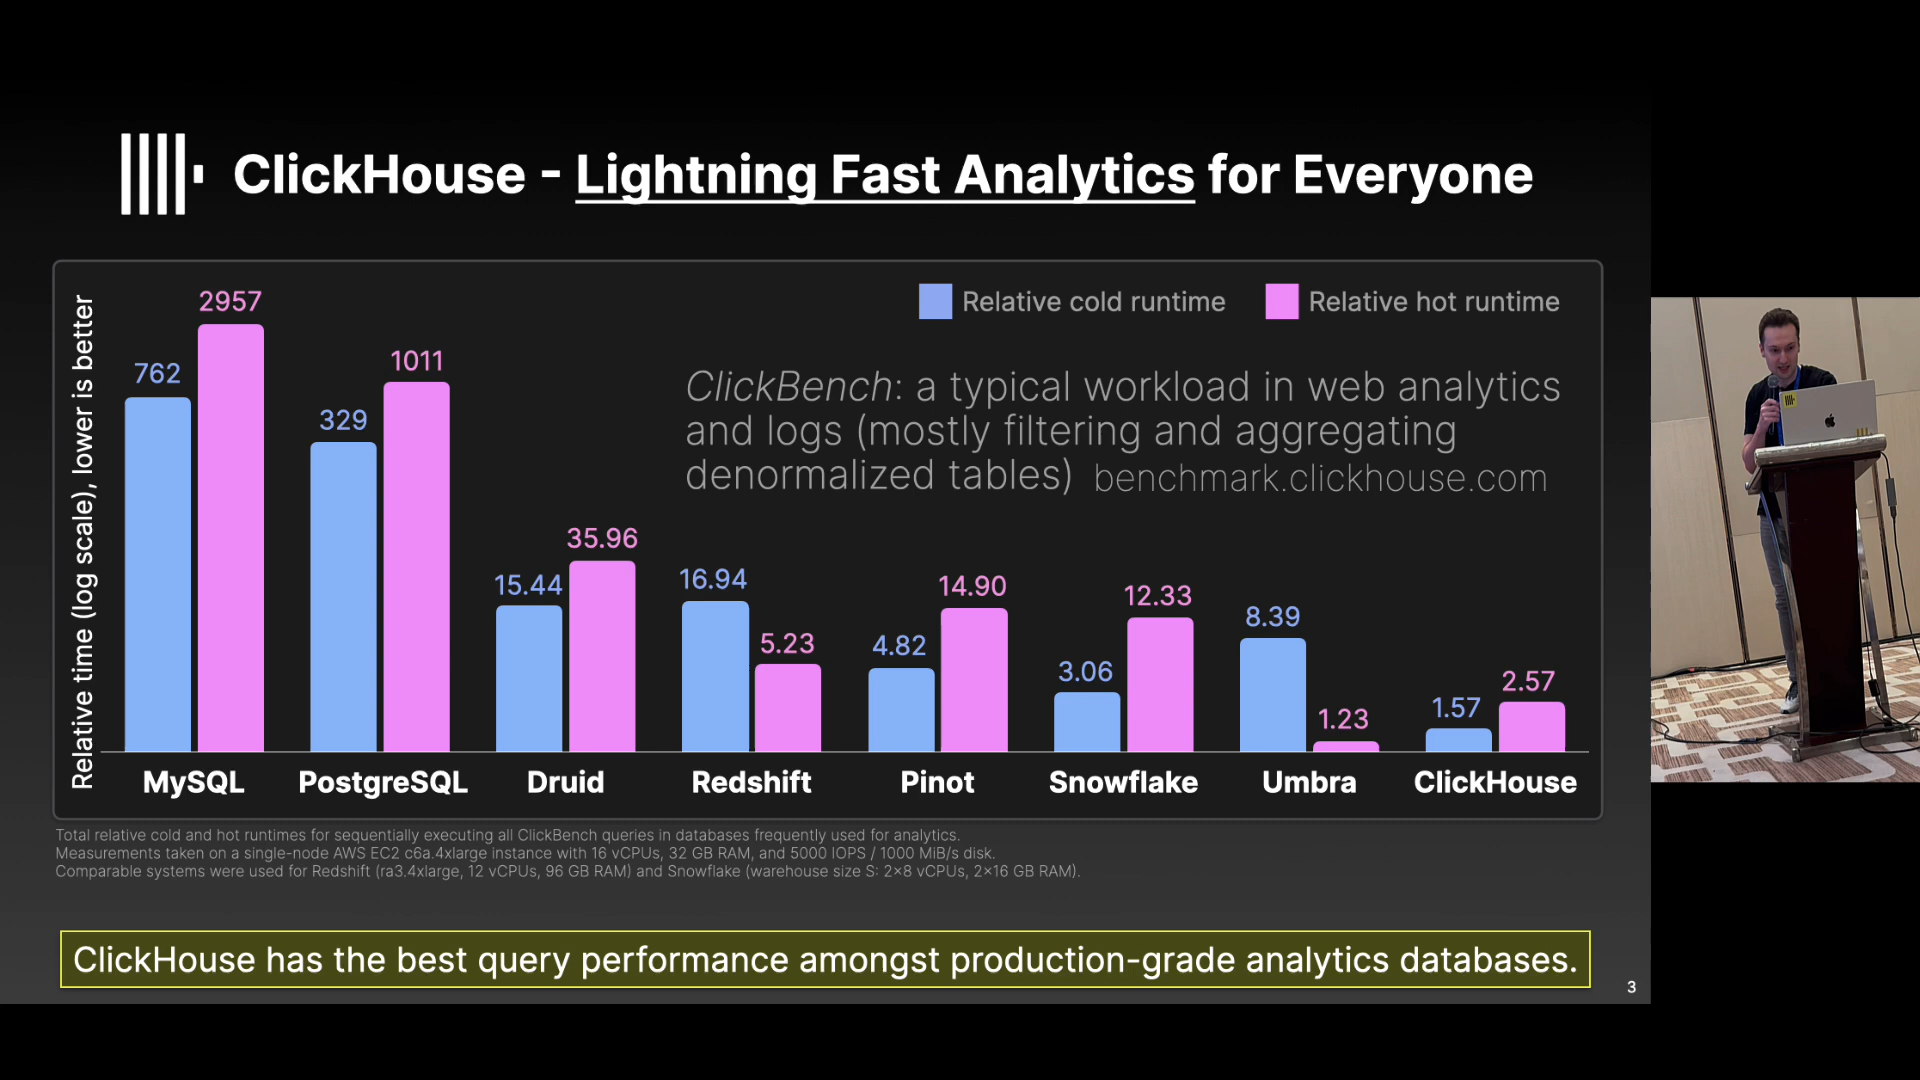 ClickHouse - Lightning Fast Analytics for Everyone
Relative time (log scale), lower is better
Relative cold runtime
Relative hot runtime
ClickBench: a typical workload in web analytics
and logs (mostly filtering and aggregating
denormalized tables) benchmark.clickhouse.com
762
2957
329
1011
15.44
35.96
16.94
5.23
4.82
14.90
3.06
12.33
8.39
1.23
1.57
2.57
MySQL
PostgreSQL
Druid
Redshift
Pinot
Snowflake
Umbra
ClickHouse
Total relative cold and hot runtimes for sequentially executing all ClickBench queries in databases frequently used for analytics.
Measurements taken on a single-node AWS EC2 c6a.4xlarge instance with 16 vCPUs, 32 GB RAM, and 5000 IOPS / 1000 MiB/s disk.
Comparable systems were used for Redshift (ra3.4xlarge, 12 vCPUs, 96 GB RAM) and Snowflake (warehouse size S: 2×8 vCPUs, 2×16 GB RAM).
ClickHouse has the best query performance amongst production-grade analytics databases.
3